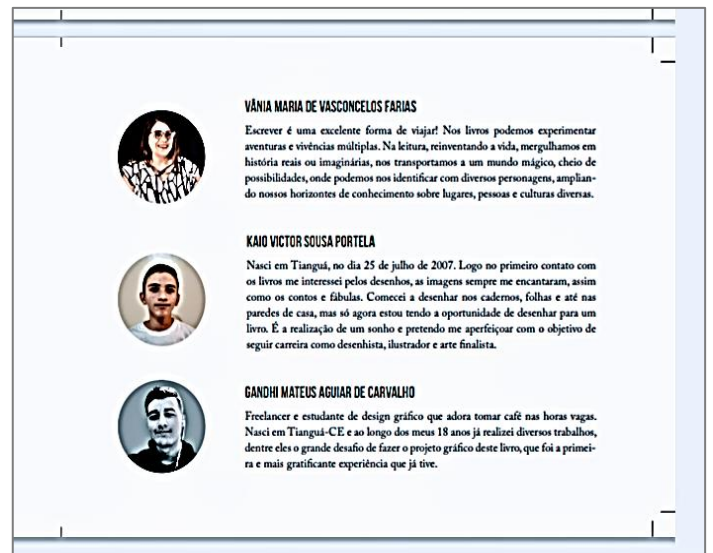 VÂNIA MARIA DE VASCONCELOS FARIAS
Escrever é uma excelente forma de viajar! Nos livros podemos experimentar
aventuras e vivências múltiplas. Na leitura, reinventando a vida, mergulhamos em
história reais ou imaginárias, nos transportamos a um mundo mágico, cheio de
possibilidades, onde podemos nos identificar com diversos personagens, amplian-
do nossos horizontes de conhecimento sobre lugares, pessoas e culturas diversas.
KAIO VICTOR SOUSA PORTELA
Nasci em Tianguá, no dia 25 de julho de 2007. Logo no primeiro contato com
os livros me interessei pelos desenhos, as imagens sempre me encantaram, assim
como os contos e fábulas. Comecei a desenhar nos cadernos, folhas e até nas
paredes de casa, mas só agora estou tendo a oportunidade de desenhar para um
livro. É a realização de um sonho e pretendo me aperfeiçoar com o objetivo de
seguir carreira como desenhista, ilustrador e arte finalista.
GANDHI MATEUS AGUIAR DE CARVALHO
Freelancer e estudante de design gráfico que adora tomar café nas horas vagas.
Nasci em Tianguá-CE e ao longo dos meus 18 anos já realizei diversos trabalhos,
dentre eles o grande desafio de fazer o projeto gráfico deste livro, que foi a primei-
ra e mais gratificante experiência que já tive.